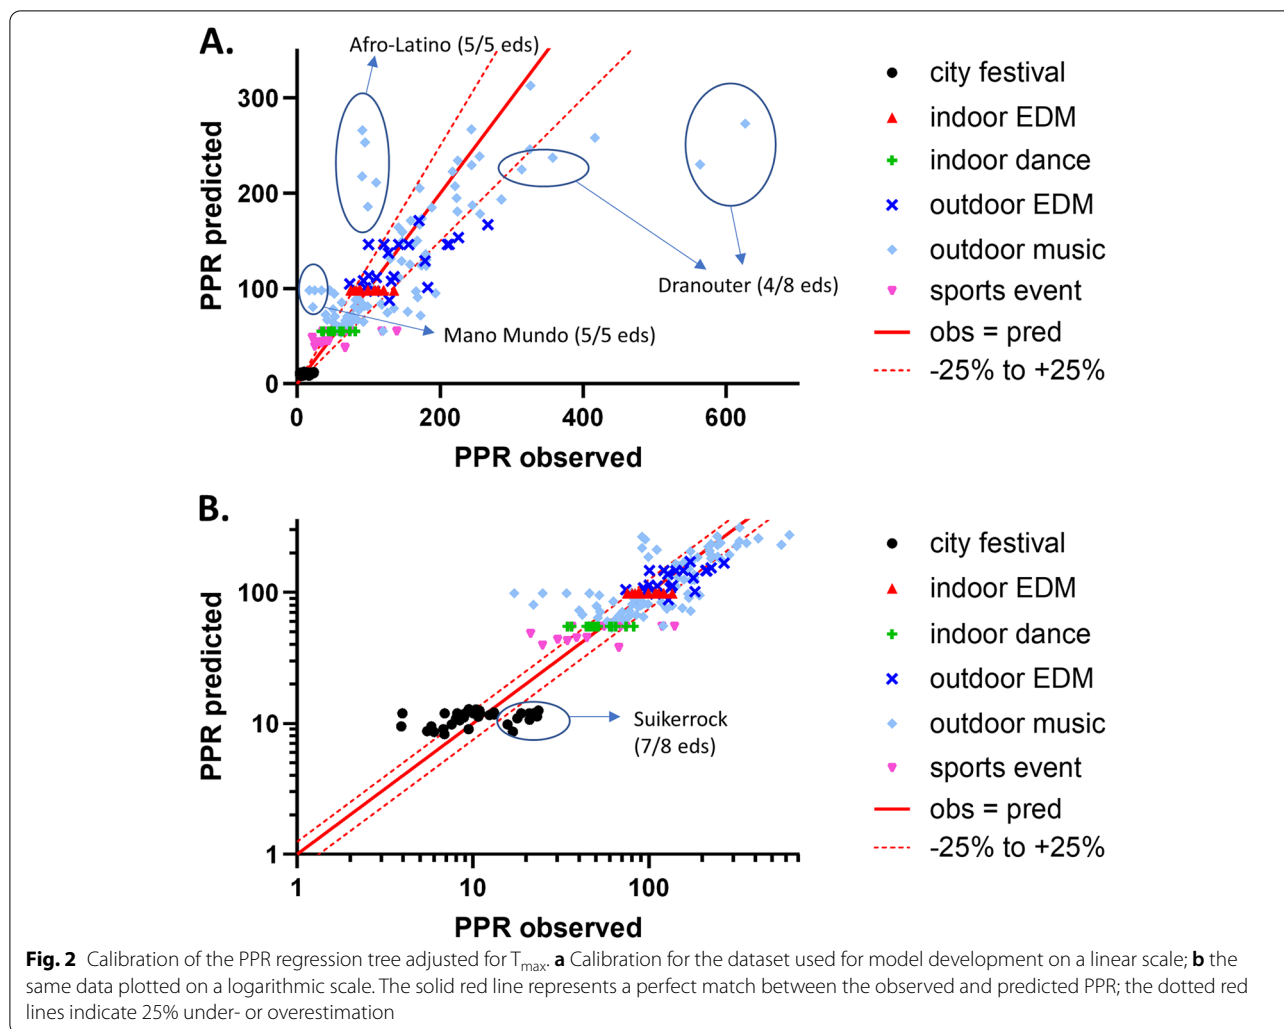 A.
Afro-Latino (5/5 eds)
300
200
100
0
PPR predicted
0 200 400 600
PPR observed
Dranouter (4/8 eds)
Mano Mundo (5/5 eds)
city festival
indoor EDM
indoor dance
outdoor EDM
outdoor music
sports event
obs = pred
-25% to +25%
B.
100
10
1
PPR predicted
1 10 100
PPR observed
Suikerrock
(7/8 eds)
city festival
indoor EDM
indoor dance
outdoor EDM
outdoor music
sports event
obs = pred
-25% to +25%
Fig. 2 Calibration of the PPR regression tree adjusted for Tmax. a Calibration for the dataset used for model development on a linear scale; b the
same data plotted on a logarithmic scale. The solid red line represents a perfect match between the observed and predicted PPR; the dotted red
lines indicate 25% under- or overestimation